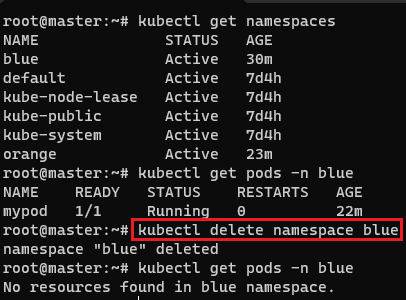 root@master:~# kubectl get namespaces
NAME STATUS AGE
blue Active 30m
default Active 7d4h
kube-node-lease Active 7d4h
kube-public Active 7d4h
kube-system Active 7d4h
orange Active 23m
root@master:~# kubectl get pods -n blue
NAME READY STATUS RESTARTS AGE
mypod 1/1 Running 0 22m
root@master:~# kubectl delete namespace blue
namespace "blue" deleted
root@master:~# kubectl get pods -n blue
No resources found in blue namespace.